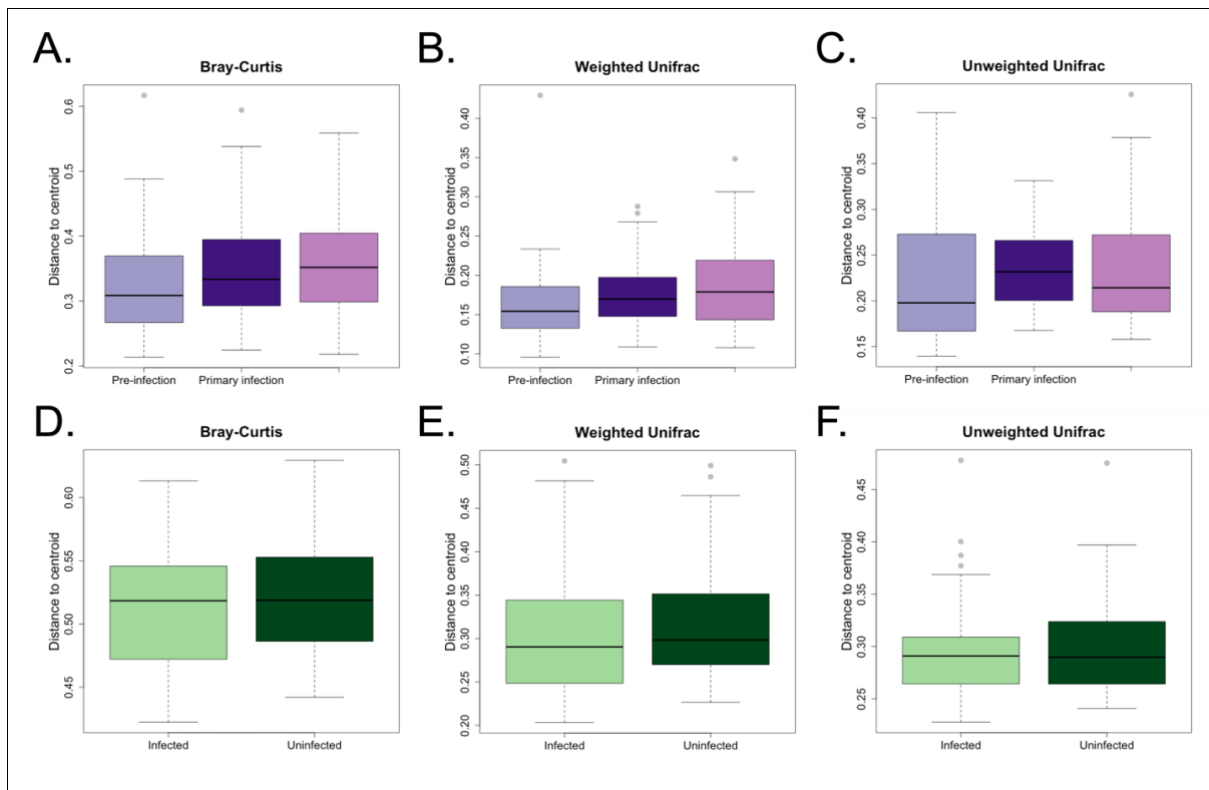 A.
Bray-Curtis
Distance to centroid
0.6
0.5
0.4
0.3
0.2
Pre-infection Primary infection
B.
Weighted Unifrac
Distance to centroid
0.40
0.35
0.30
0.25
0.20
0.15
0.10
Pre-infection Primary infection
C.
Unweighted Unifrac
Distance to centroid
0.40
0.35
0.30
0.25
0.20
0.15
Pre-infection Primary infection
D.
Bray-Curtis
Distance to centroid
0.60
0.55
0.50
0.45
Infected Uninfected
E.
Weighted Unifrac
Distance to centroid
0.50
0.45
0.40
0.35
0.30
0.25
0.20
Infected Uninfected
F.
Unweighted Unifrac
Distance to centroid
0.45
0.40
0.35
0.30
0.25
Infected Uninfected